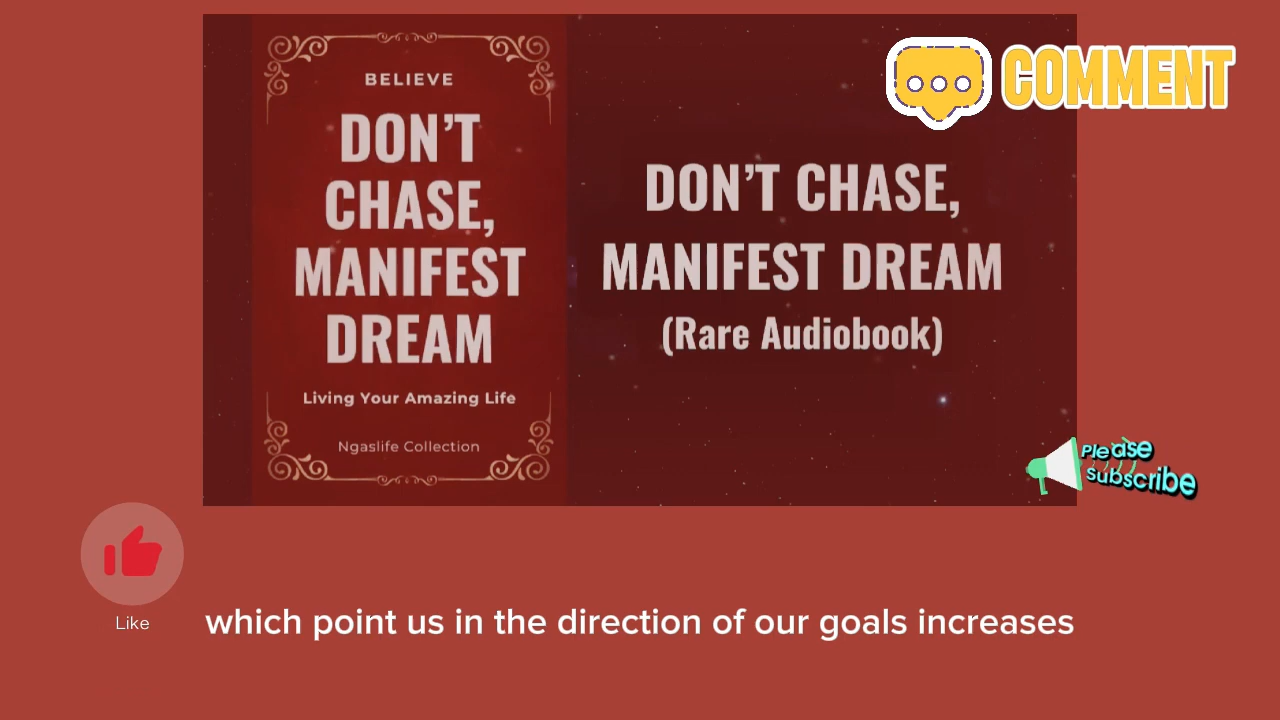 BELIEVE
DON'T
CHASE,
MANIFEST
DREAM
Living Your Amazing Life
Ngaslife Collection
DON'T CHASE,
MANIFEST DREAM
(Rare Audiobook)
COMMENT
Please
Subscribe
Like
which point us in the direction of our goals increases